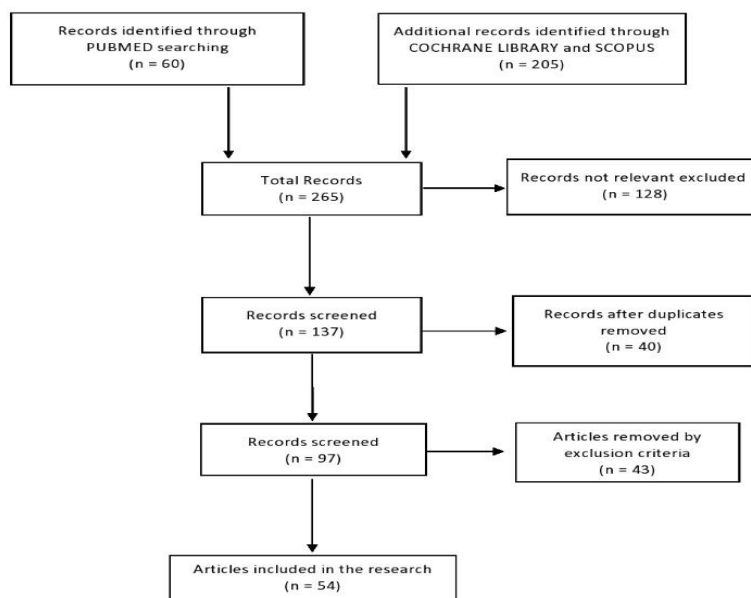 Records identified through
PUBMED searching
(n = 60)
Additional records identified through
COCHRANE LIBRARY and SCOPUS
(n = 205)
Total Records
(n = 265)
Records not relevant excluded
(n = 128)
Records screened
(n = 137)
Records after duplicates
removed
(n = 40)
Records screened
(n = 97)
Articles removed by
exclusion criteria
(n = 43)
Articles included in the research
(n = 54)